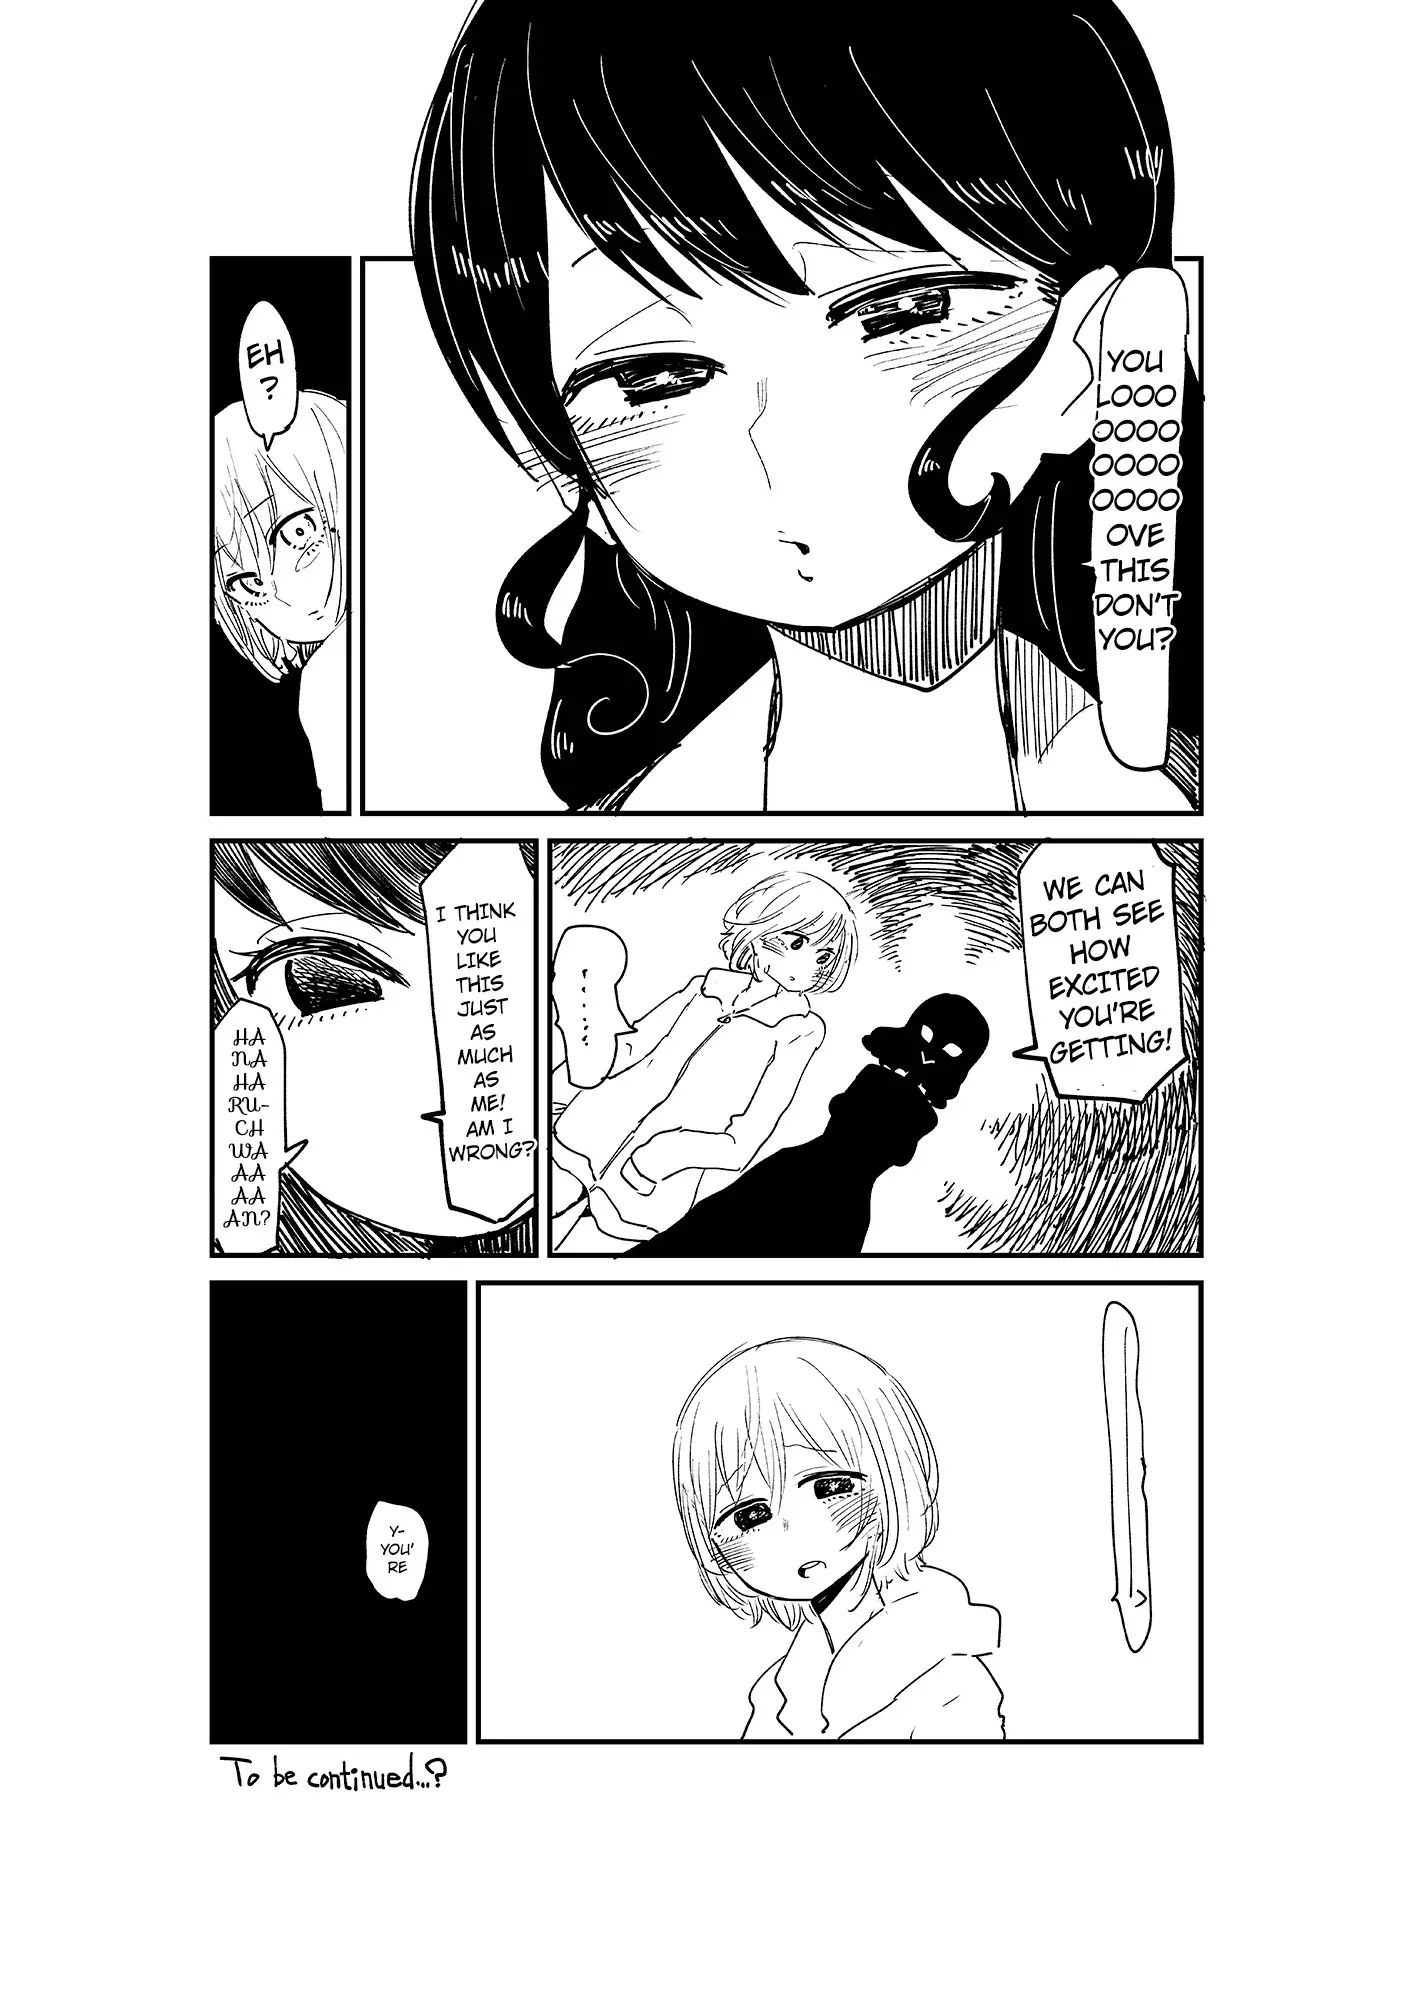 YOU
LOOO
OOOO
OOOO
OOOO
OVE
THIS
DON'T
YOU?
EH
?
WE CAN
BOTH SEE
HOW
EXCITED
YOU'RE
GETTING!
......
I THINK
YOU
LIKE
THIS
JUST
AS
MUCH
AS
ME!
AM I
WRONG?
HA
NA
HA
RU-
CH
WA
AA
AA
AN?
Y-
YOU'
RE
To be continued...?